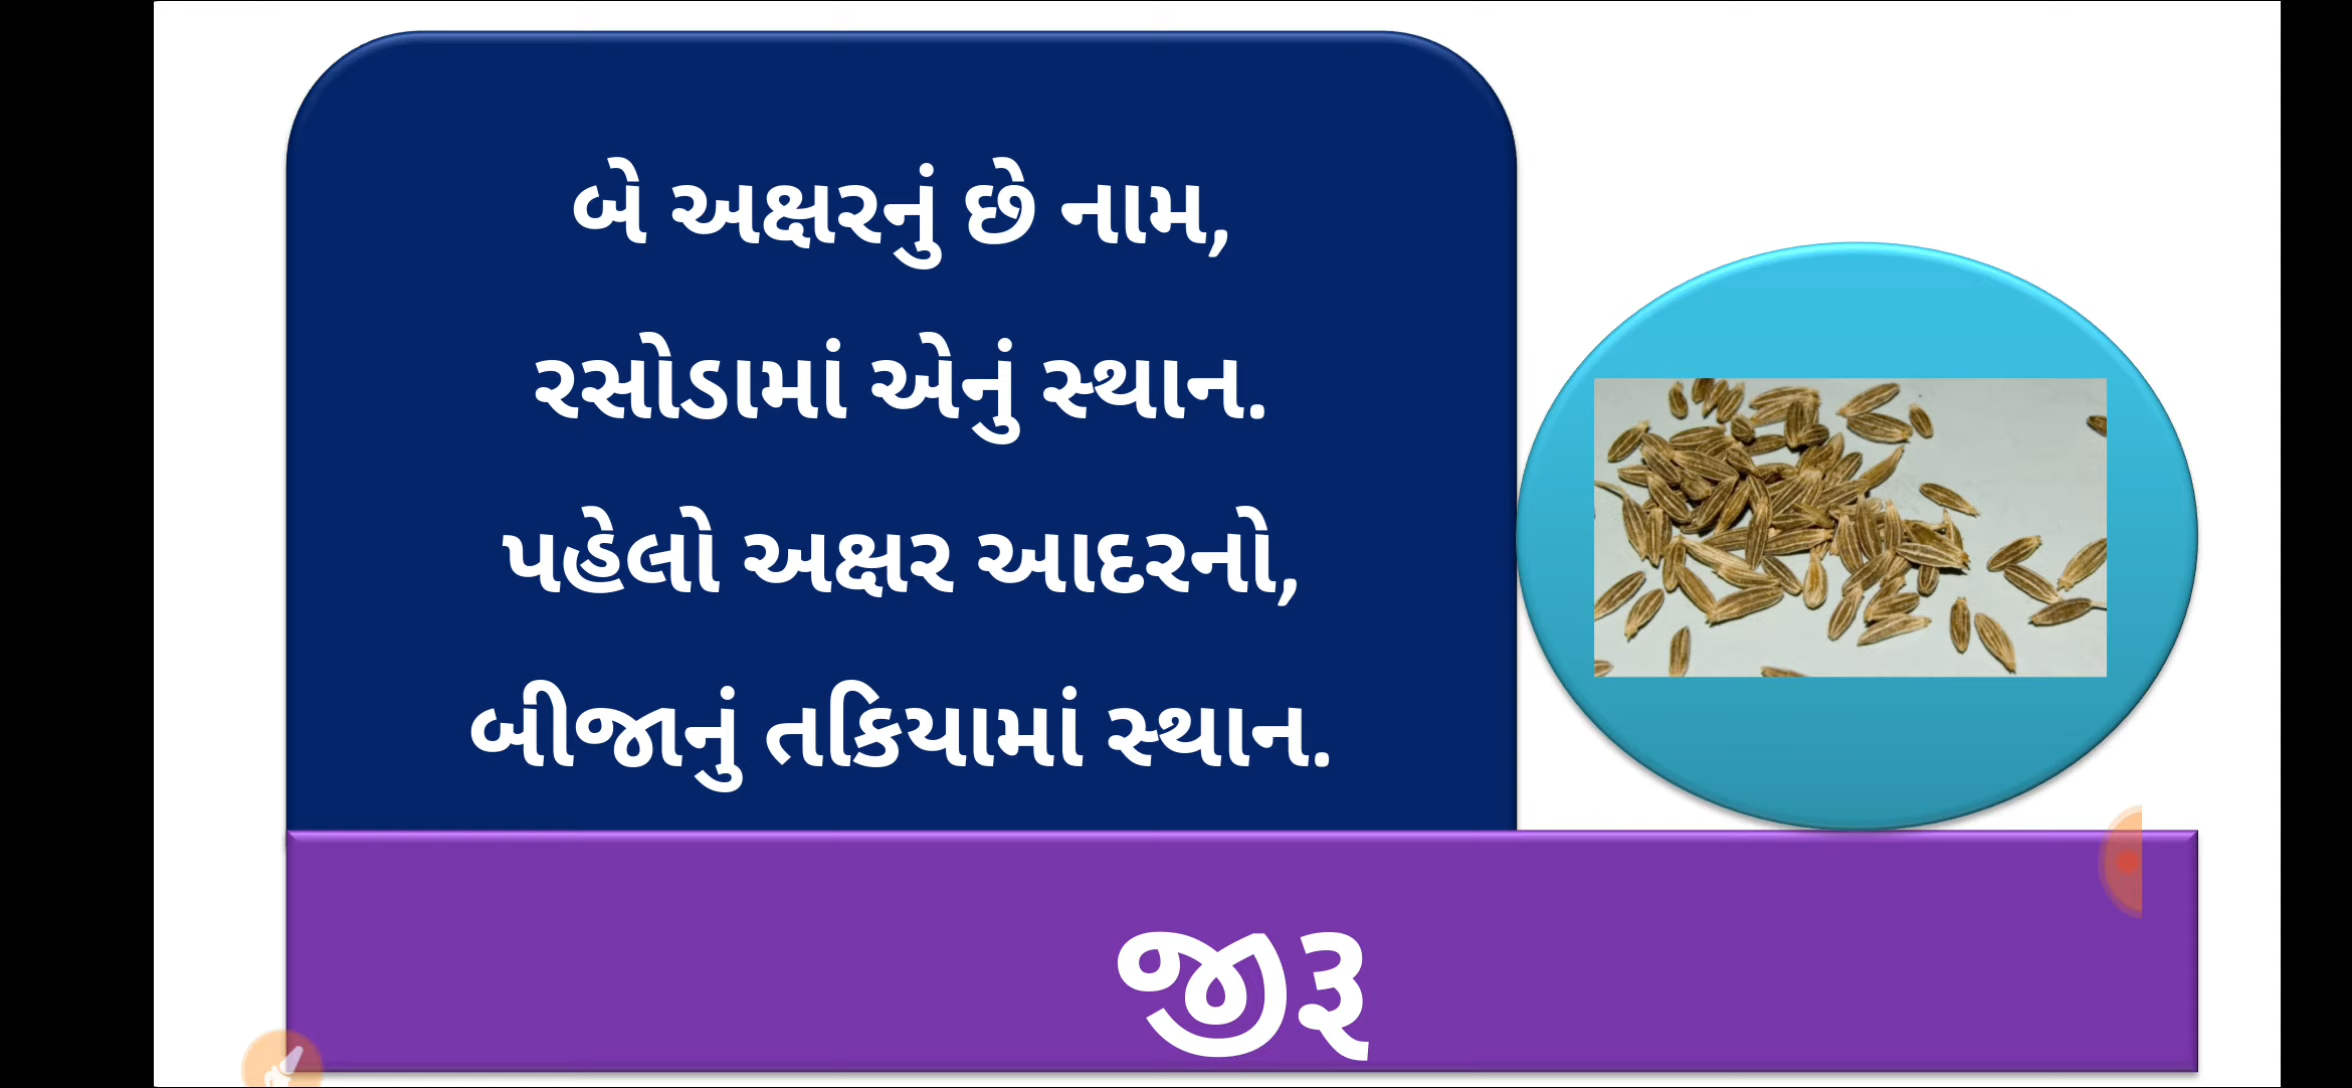 બે અક્ષરનું છે નામ,
રસોડામાં એનું સ્થાન.
પહેલો અક્ષર આદરનો,
બીજાનું તકિયામાં સ્થાન.
જીરૂ